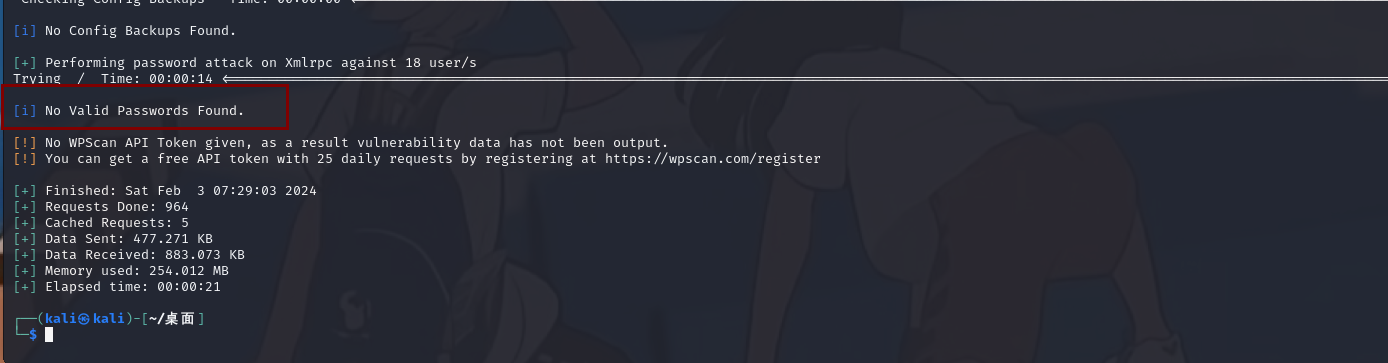 Checking Config Backups - Time: 00:00:00
[i] No Config Backups Found.
[+] Performing password attack on Xmlrpc against 18 user/s
Trying  /  Time: 00:00:14
[i] No Valid Passwords Found.
[!] No WPScan API Token given, as a result vulnerability data has not been output.
[!] You can get a free API token with 25 daily requests by registering at https://wpscan.com/register
[+] Finished: Sat Feb  3 07:29:03 2024
[+] Requests Done: 964
[+] Cached Requests: 5
[+] Data Sent: 477.271 KB
[+] Data Received: 883.073 KB
[+] Memory used: 254.012 MB
[+] Elapsed time: 00:00:21
┌──(kali㉿kali)-[~/桌面]
└─$